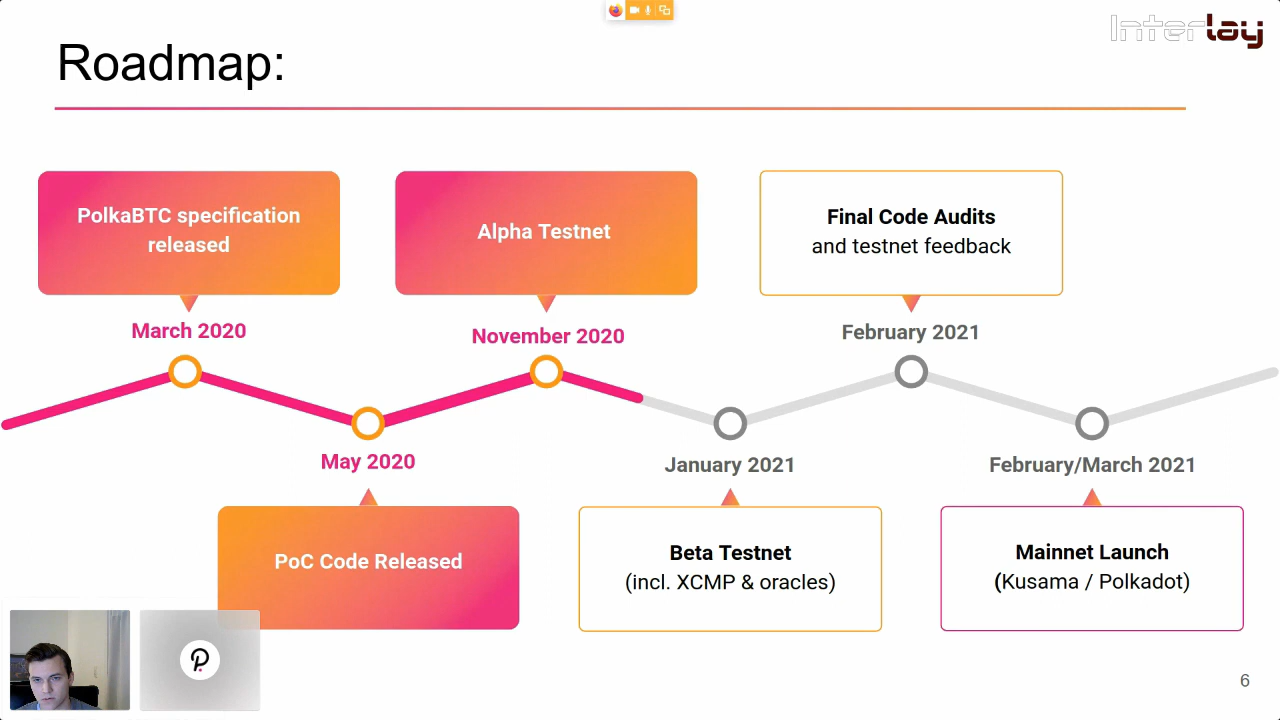 Interlay
Roadmap:
PolkaBTC specification
released
March 2020
Alpha Testnet
November 2020
Final Code Audits
and testnet feedback
February 2021
May 2020
PoC Code Released
January 2021
Beta Testnet
(incl. XCMP & oracles)
February/March 2021
Mainnet Launch
(Kusama / Polkadot)
6